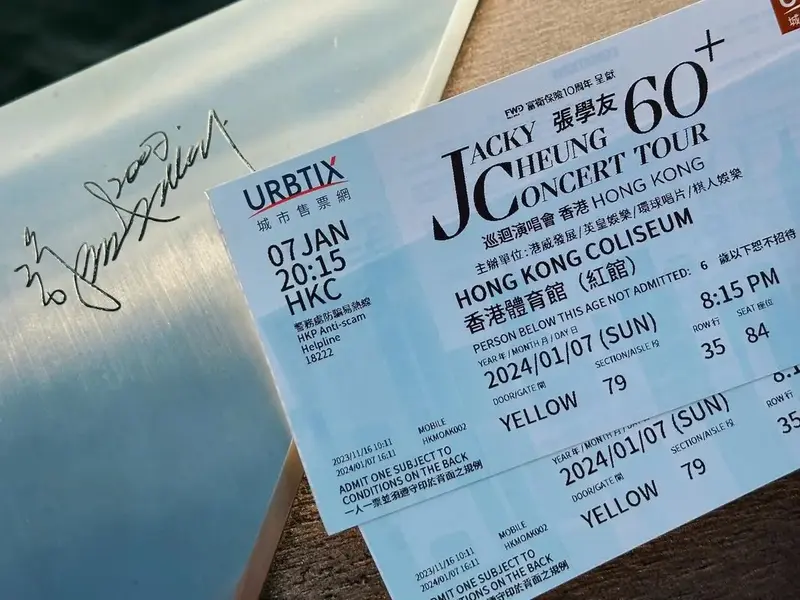 URBTIX
城市售票網
07 JAN
20:15
HKC
警務處防騙易熱線
HKP Anti-scam
Helpline
18222
2023/11/16 10:11
2024/01/07 16:11
MOBILE
HKMOAK002
ADMIT ONE SUBJECT TO
CONDITIONS ON THE BACK
一人一票並須遵守印於背面之規例
FWD 富衛保險10周年 呈獻
JACKY 張學友 60+
CHEUNG
CONCERT TOUR
巡迴演唱會 香港 HONG KONG
主辦單位:港威發展/英皇娛樂/環球唱片/棋人娛樂
HONG KONG COLISEUM
香港體育館(紅館)
PERSON BELOW THIS AGE NOT ADMITTED: 6 歲以下恕不招待
YEAR 年/MONTH 月/DAY 日
2024/01/07 (SUN) 8:15 PM
DOOR/GATE 閘 SECTION/AISLE 段 ROW 行 SEAT 座位
YELLOW 79 35 84
2024/01/07 (SUN)
DOOR/GATE 閘 SECTION/AISLE 段 ROW 行
YELLOW 79 35
2023/11/16 10:11
2024/01/07 16:11
MOBILE
HKMOAK002
ADMIT ONE SUBJECT TO
CONDITIONS ON THE BACK
一人一票並須遵守印於背面之規例